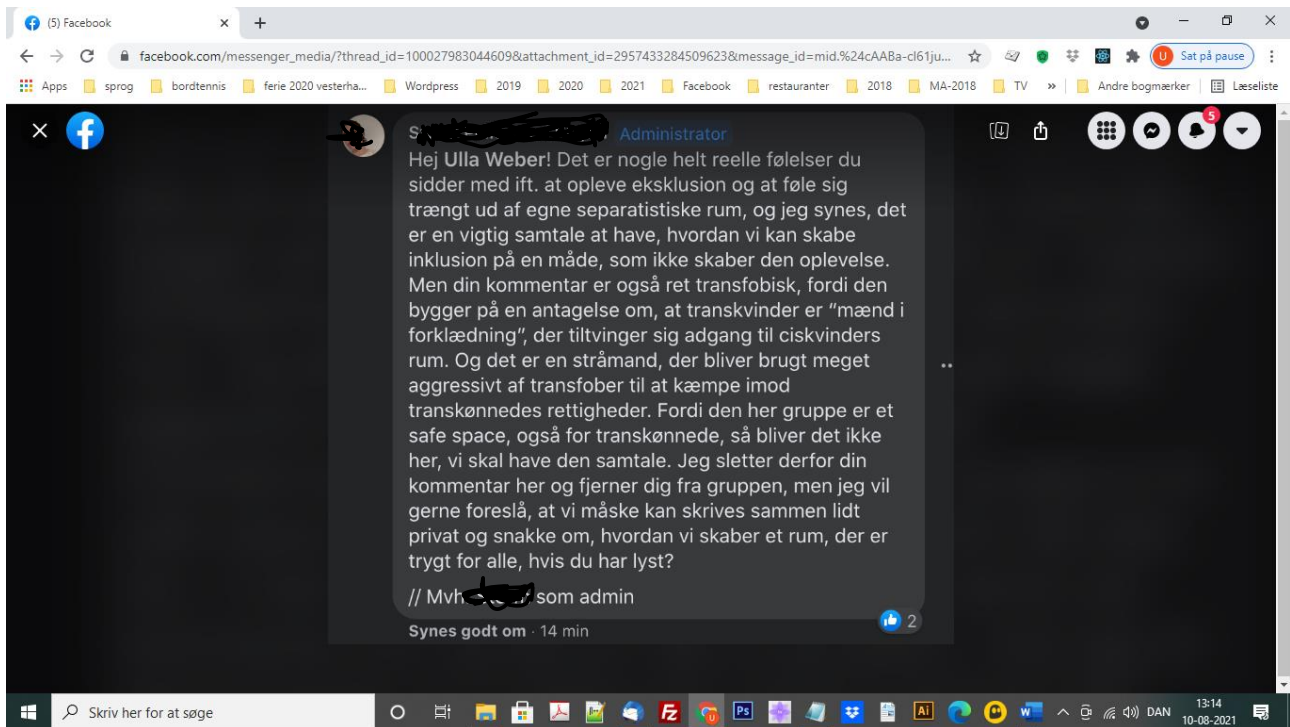 (5) Facebook
facebook.com/messenger_media/?thread_id=100027983044609&attachment_id=2957433284509623&message_id=mid.%24cAABa-cl61ju...
Sat på pause
Apps sprog bordtennis ferie 2020 vesterha... Wordpress 2019 2020 2021 Facebook restauranter 2018 MA-2018 TV » Andre bogmærker Læseliste
5
Administrator
Hej Ulla Weber! Det er nogle helt reelle følelser du
sidder med ift. at opleve eksklusion og at føle sig
trængt ud af egne separatistiske rum, og jeg synes, det
er en vigtig samtale at have, hvordan vi kan skabe
inklusion på en måde, som ikke skaber den oplevelse.
Men din kommentar er også ret transfobisk, fordi den
bygger på en antagelse om, at transkvinder er “mænd i
forklædning”, der tiltvinger sig adgang til ciskvinders
rum. Og det er en stråmand, der bliver brugt meget
aggressivt af transfober til at kæmpe imod
transkønnedes rettigheder. Fordi den her gruppe er et
safe space, også for transkønnede, så bliver det ikke
her, vi skal have den samtale. Jeg sletter derfor din
kommentar her og fjerner dig fra gruppen, men jeg vil
gerne foreslå, at vi måske kan skrives sammen lidt
privat og snakke om, hvordan vi skaber et rum, der er
trygt for alle, hvis du har lyst?
// Mvh som admin
2
Synes godt om · 14 min
Skriv her for at søge
DAN
13:14
10-08-2021